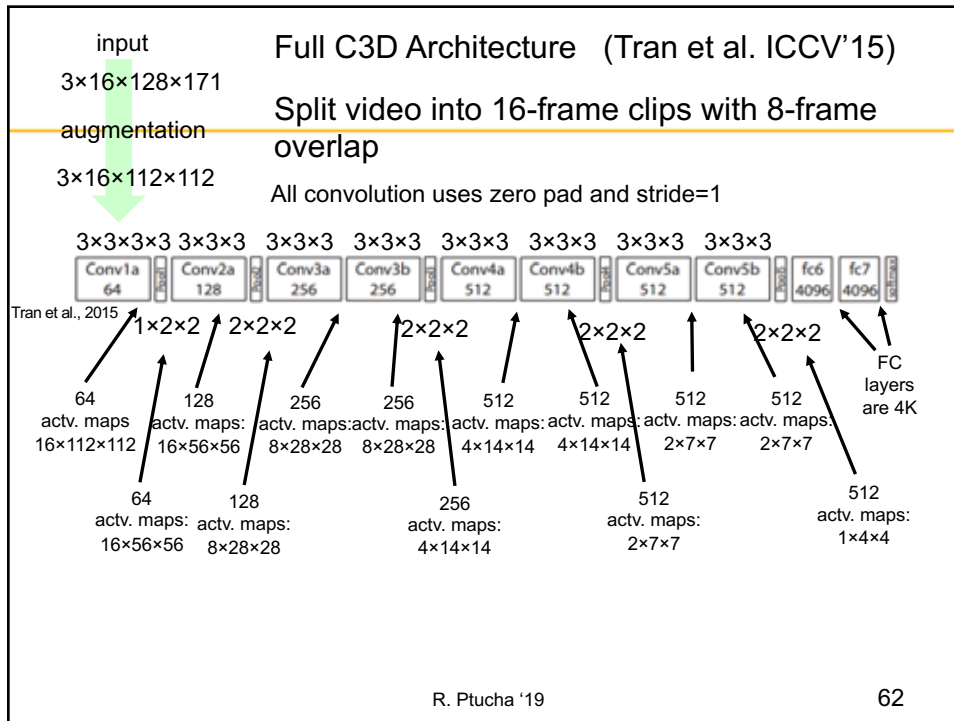 input
3×16×128×171
augmentation
3×16×112×112
Full C3D Architecture (Tran et al. ICCV’15)
Split video into 16-frame clips with 8-frame
overlap
All convolution uses zero pad and stride=1
3×3×3×3 3×3×3 3×3×3 3×3×3 3×3×3 3×3×3 3×3×3 3×3×3
Conv1a Pool1 Conv2a Pool2 Conv3a Conv3b Pool3 Conv4a Conv4b Pool4 Conv5a Conv5b Pool5 fc6 fc7 softmax
64 128 256 256 512 512 512 512 4096 4096
Tran et al., 2015
1×2×2 2×2×2 2×2×2 2×2×2 2×2×2
FC
layers
are 4K
64
actv. maps
16×112×112
128
actv. maps:
16×56×56
256
actv. maps:
8×28×28
256
actv. maps:
8×28×28
512
actv. maps:
4×14×14
512
actv. maps:
4×14×14
512
actv. maps:
2×7×7
512
actv. maps:
2×7×7
64
actv. maps:
16×56×56
128
actv. maps:
8×28×28
256
actv. maps:
4×14×14
512
actv. maps:
2×7×7
512
actv. maps:
1×4×4
R. Ptucha ‘19
62